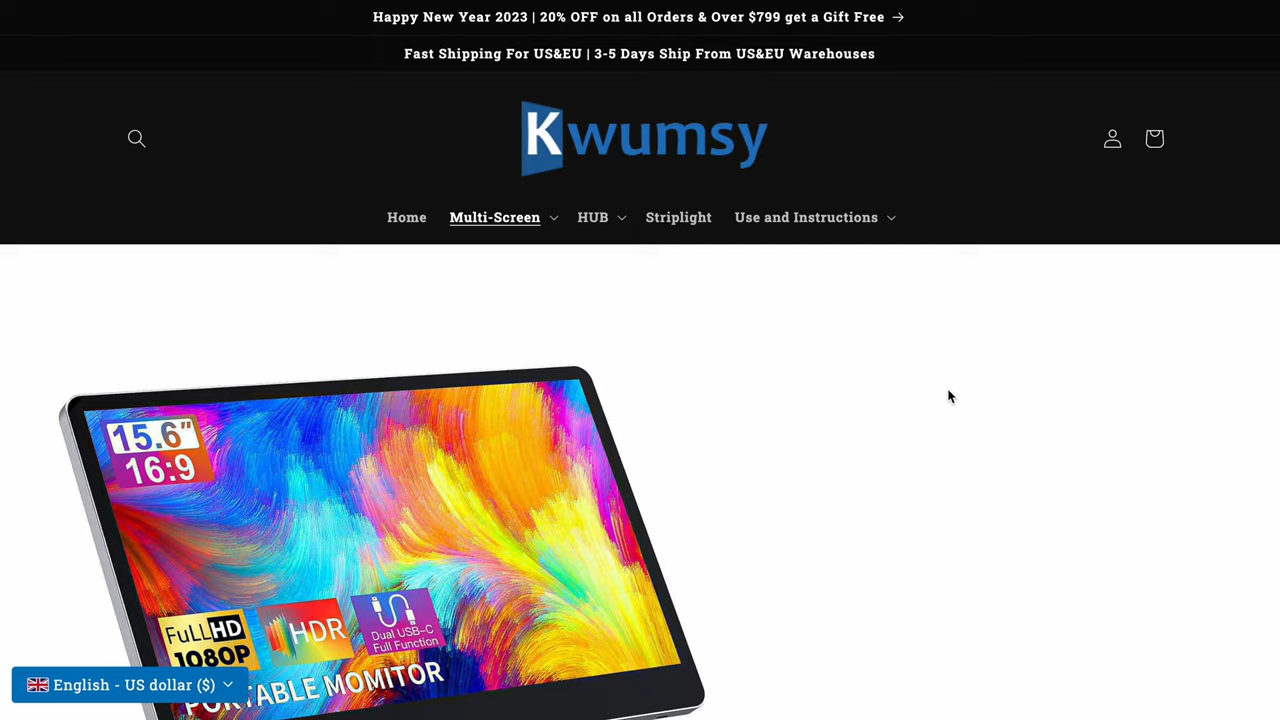 Happy New Year 2023 | 20% OFF on all Orders & Over $799 get a Gift Free →
Fast Shipping For US&EU | 3-5 Days Ship From US&EU Warehouses
Kwumsy
Home Multi-Screen HUB Striplight Use and Instructions
15.6"
16:9
FULLHD
1080P
HDR
Dual USB-C
Full Function
PORTABLE MOMITOR
English - US dollar ($)